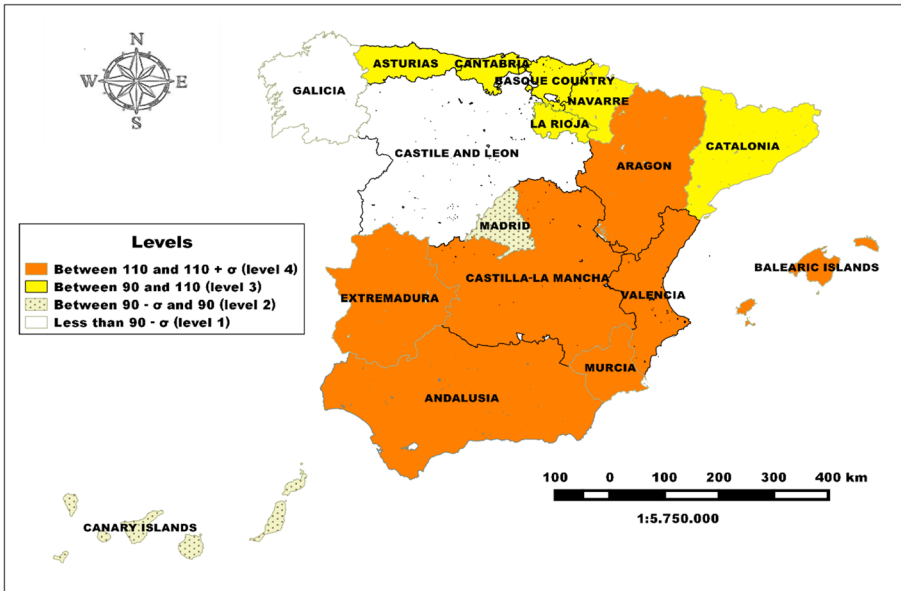 N
W E
S
ASTURIAS
CANTABRIA
BASQUE COUNTRY
GALICIA
NAVARRE
LA RIOJA
CATALONIA
CASTILE AND LEON
ARAGON
MADRID
Levels
Between 110 and 110 + σ (level 4)
Between 90 and 110 (level 3)
Between 90 - σ and 90 (level 2)
Less than 90 - σ (level 1)
BALEARIC ISLANDS
CASTILLA-LA MANCHA
EXTREMADURA
VALENCIA
MURCIA
ANDALUSIA
100 0 100 200 300 400 km
1:5.750.000
CANARY ISLANDS